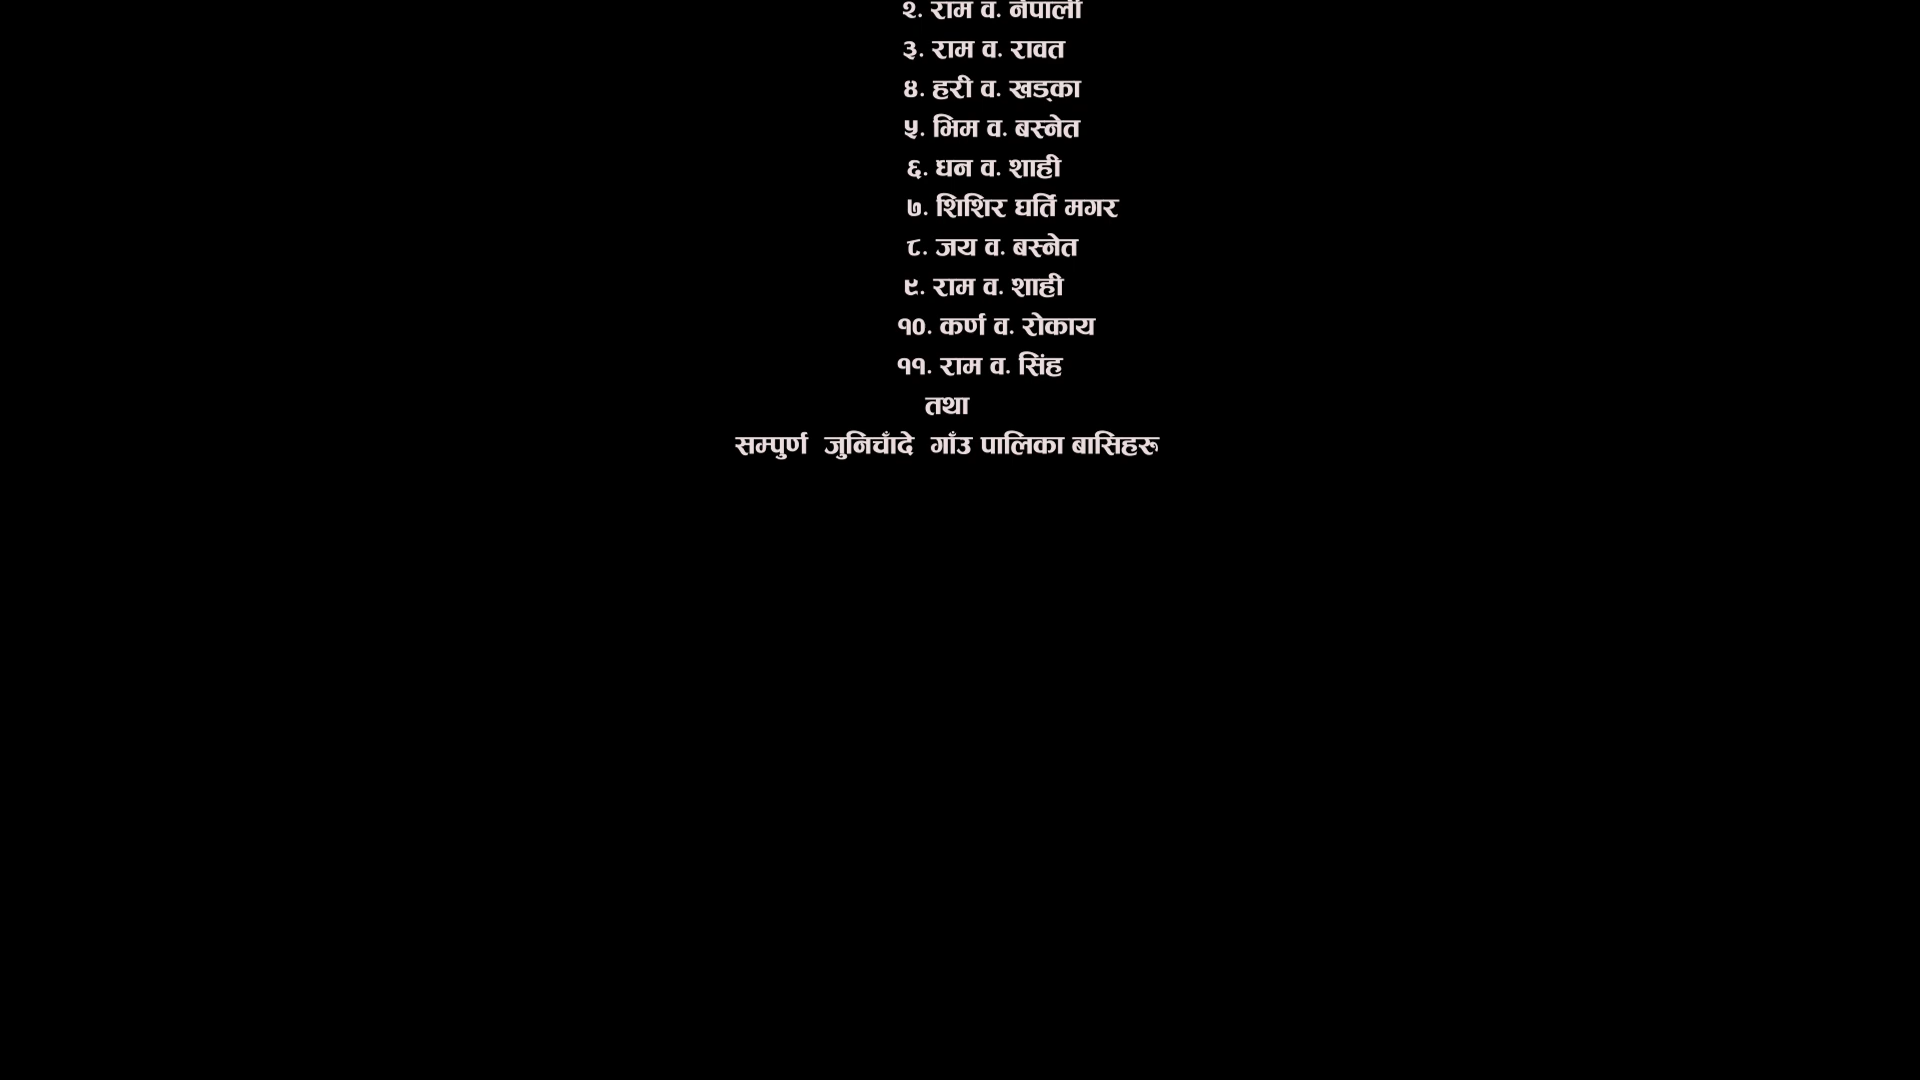 २. राम व. नेपाली
३. राम व. रावत
४. हरी व. खड्का
५. भिम व. बस्नेत
६. धन व. शाही
७. शिशिर घर्ति मगर
८. जय व. बस्नेत
९. राम व. शाही
१०. कर्ण व. रोकाय
११. राम व. सिंह
तथा
सम्पुर्ण जुनिचाँदे गाँउ पालिका बासिहरू